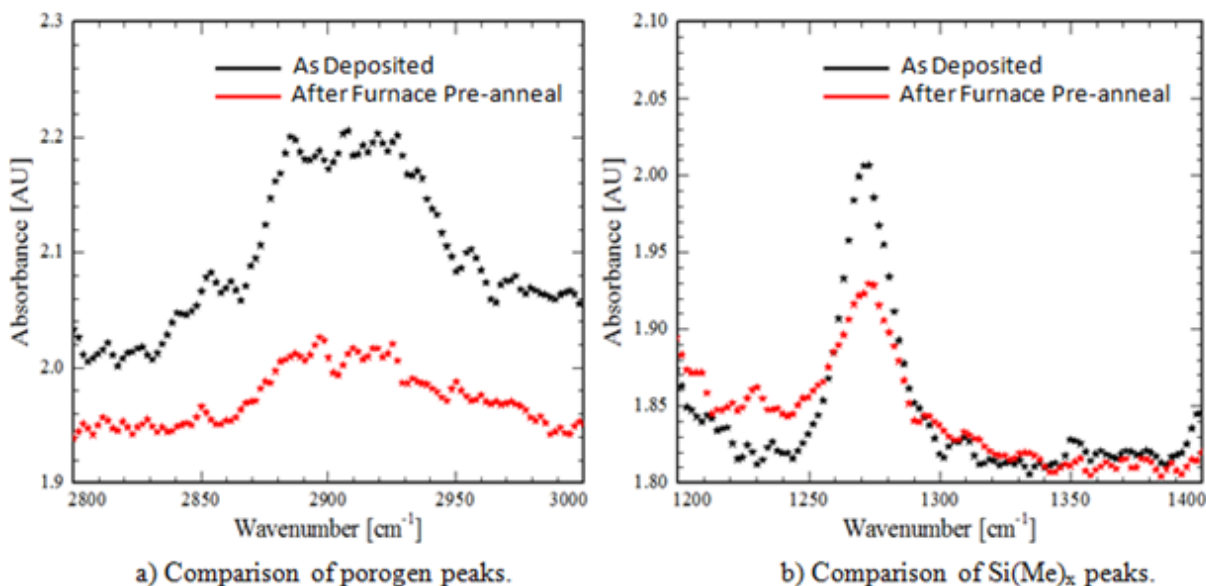 2.3
2.2
2.1
2.0
1.9
2800 2850 2900 2950 3000
Absorbance [AU]
Wavenumber [cm⁻¹]
As Deposited
After Furnace Pre-anneal
a) Comparison of porogen peaks.
2.10
2.05
2.00
1.95
1.90
1.85
1.80
1200 1250 1300 1350 1400
Absorbance [AU]
Wavenumber [cm⁻¹]
As Deposited
After Furnace Pre-anneal
b) Comparison of Si(Me)ₓ peaks.